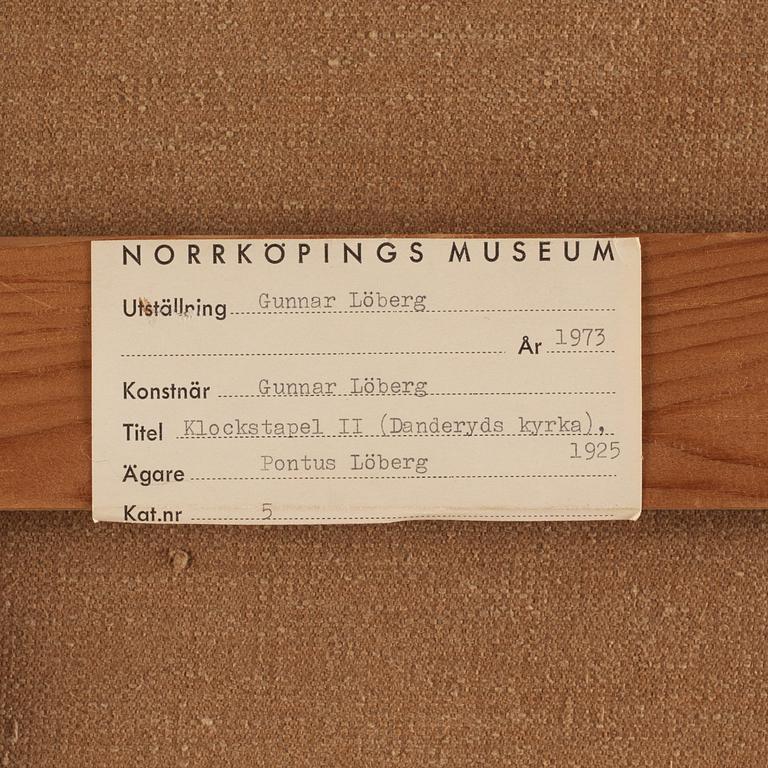 NORRKÖPINGS MUSEUM
Utställning Gunnar Löberg
År 1973
Konstnär Gunnar Löberg
Titel Klockstapel II (Danderyds kyrka),
1925
Ägare Pontus Löberg
Kat.nr 5